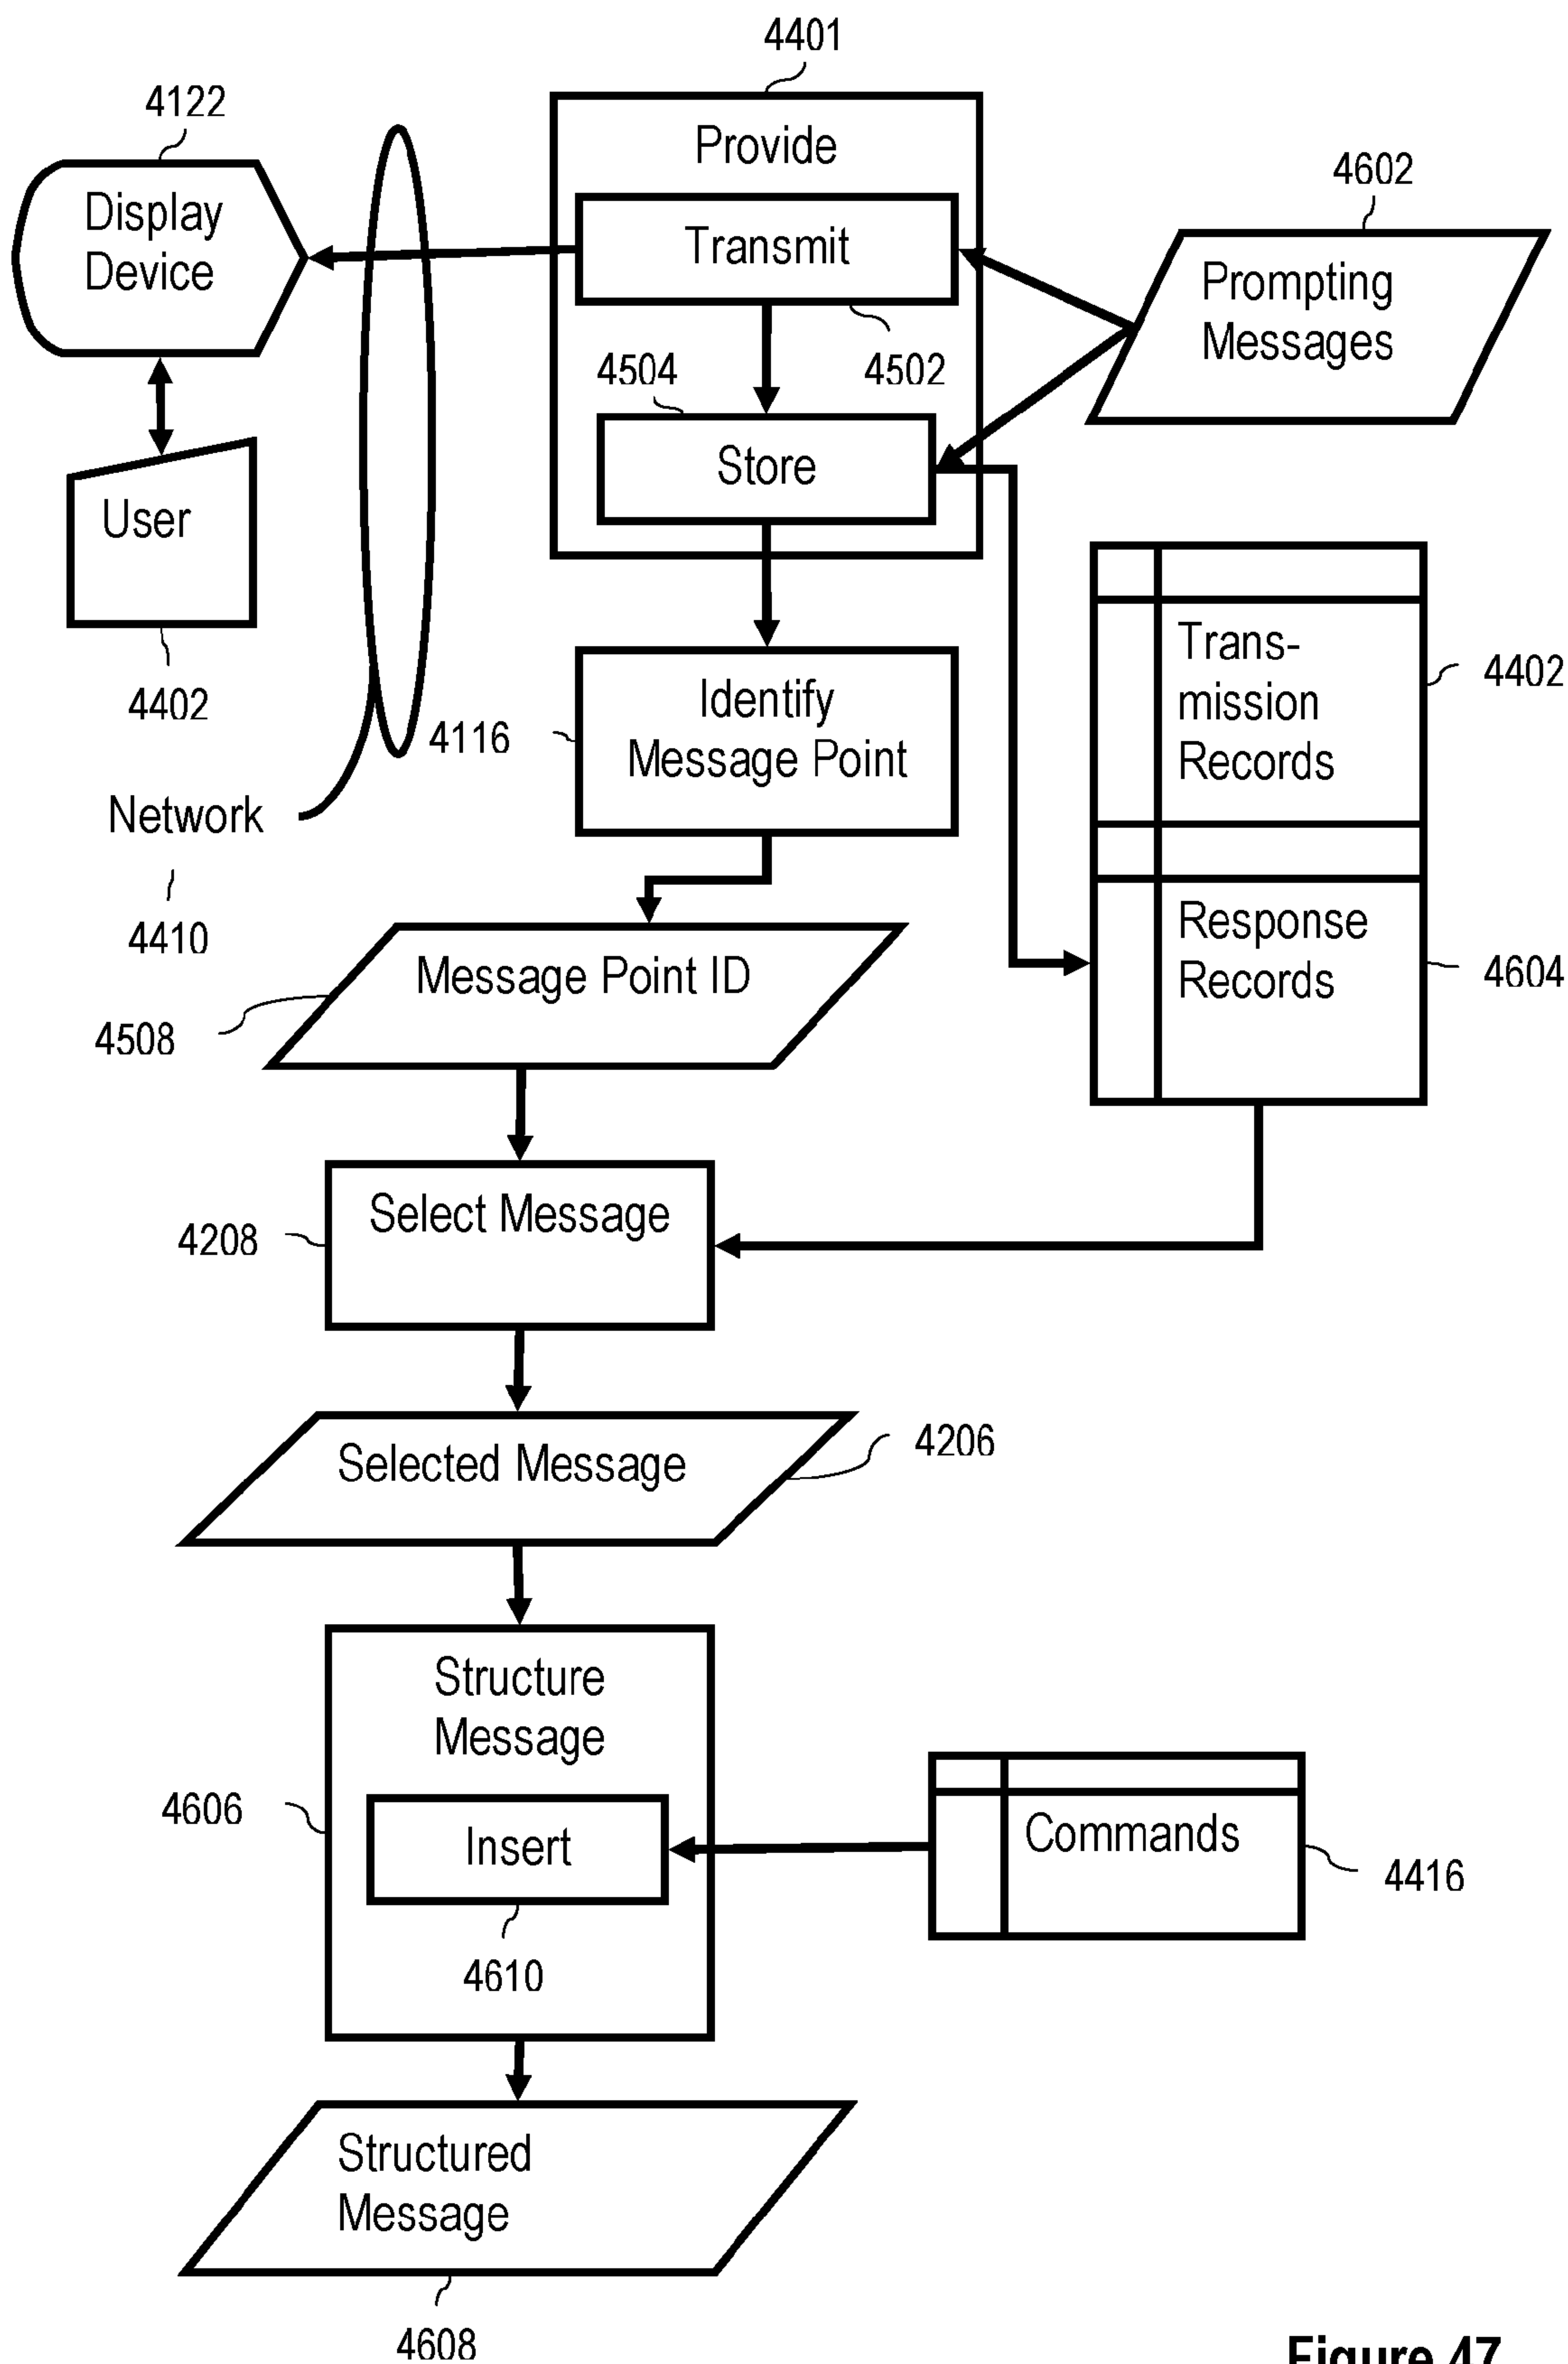 4401
4122
Provide
4602
Display
Device
Transmit
Prompting
Messages
4504
4502
Store
User
4402
Trans-
mission
Records
4402
Identify
Message Point
4116
Network
4410
Response
Records
4604
Message Point ID
4508
Select Message
4208
Selected Message
4206
Structure
Message
4606
Insert
Commands
4416
4610
Structured
Message
4608
Figure 47